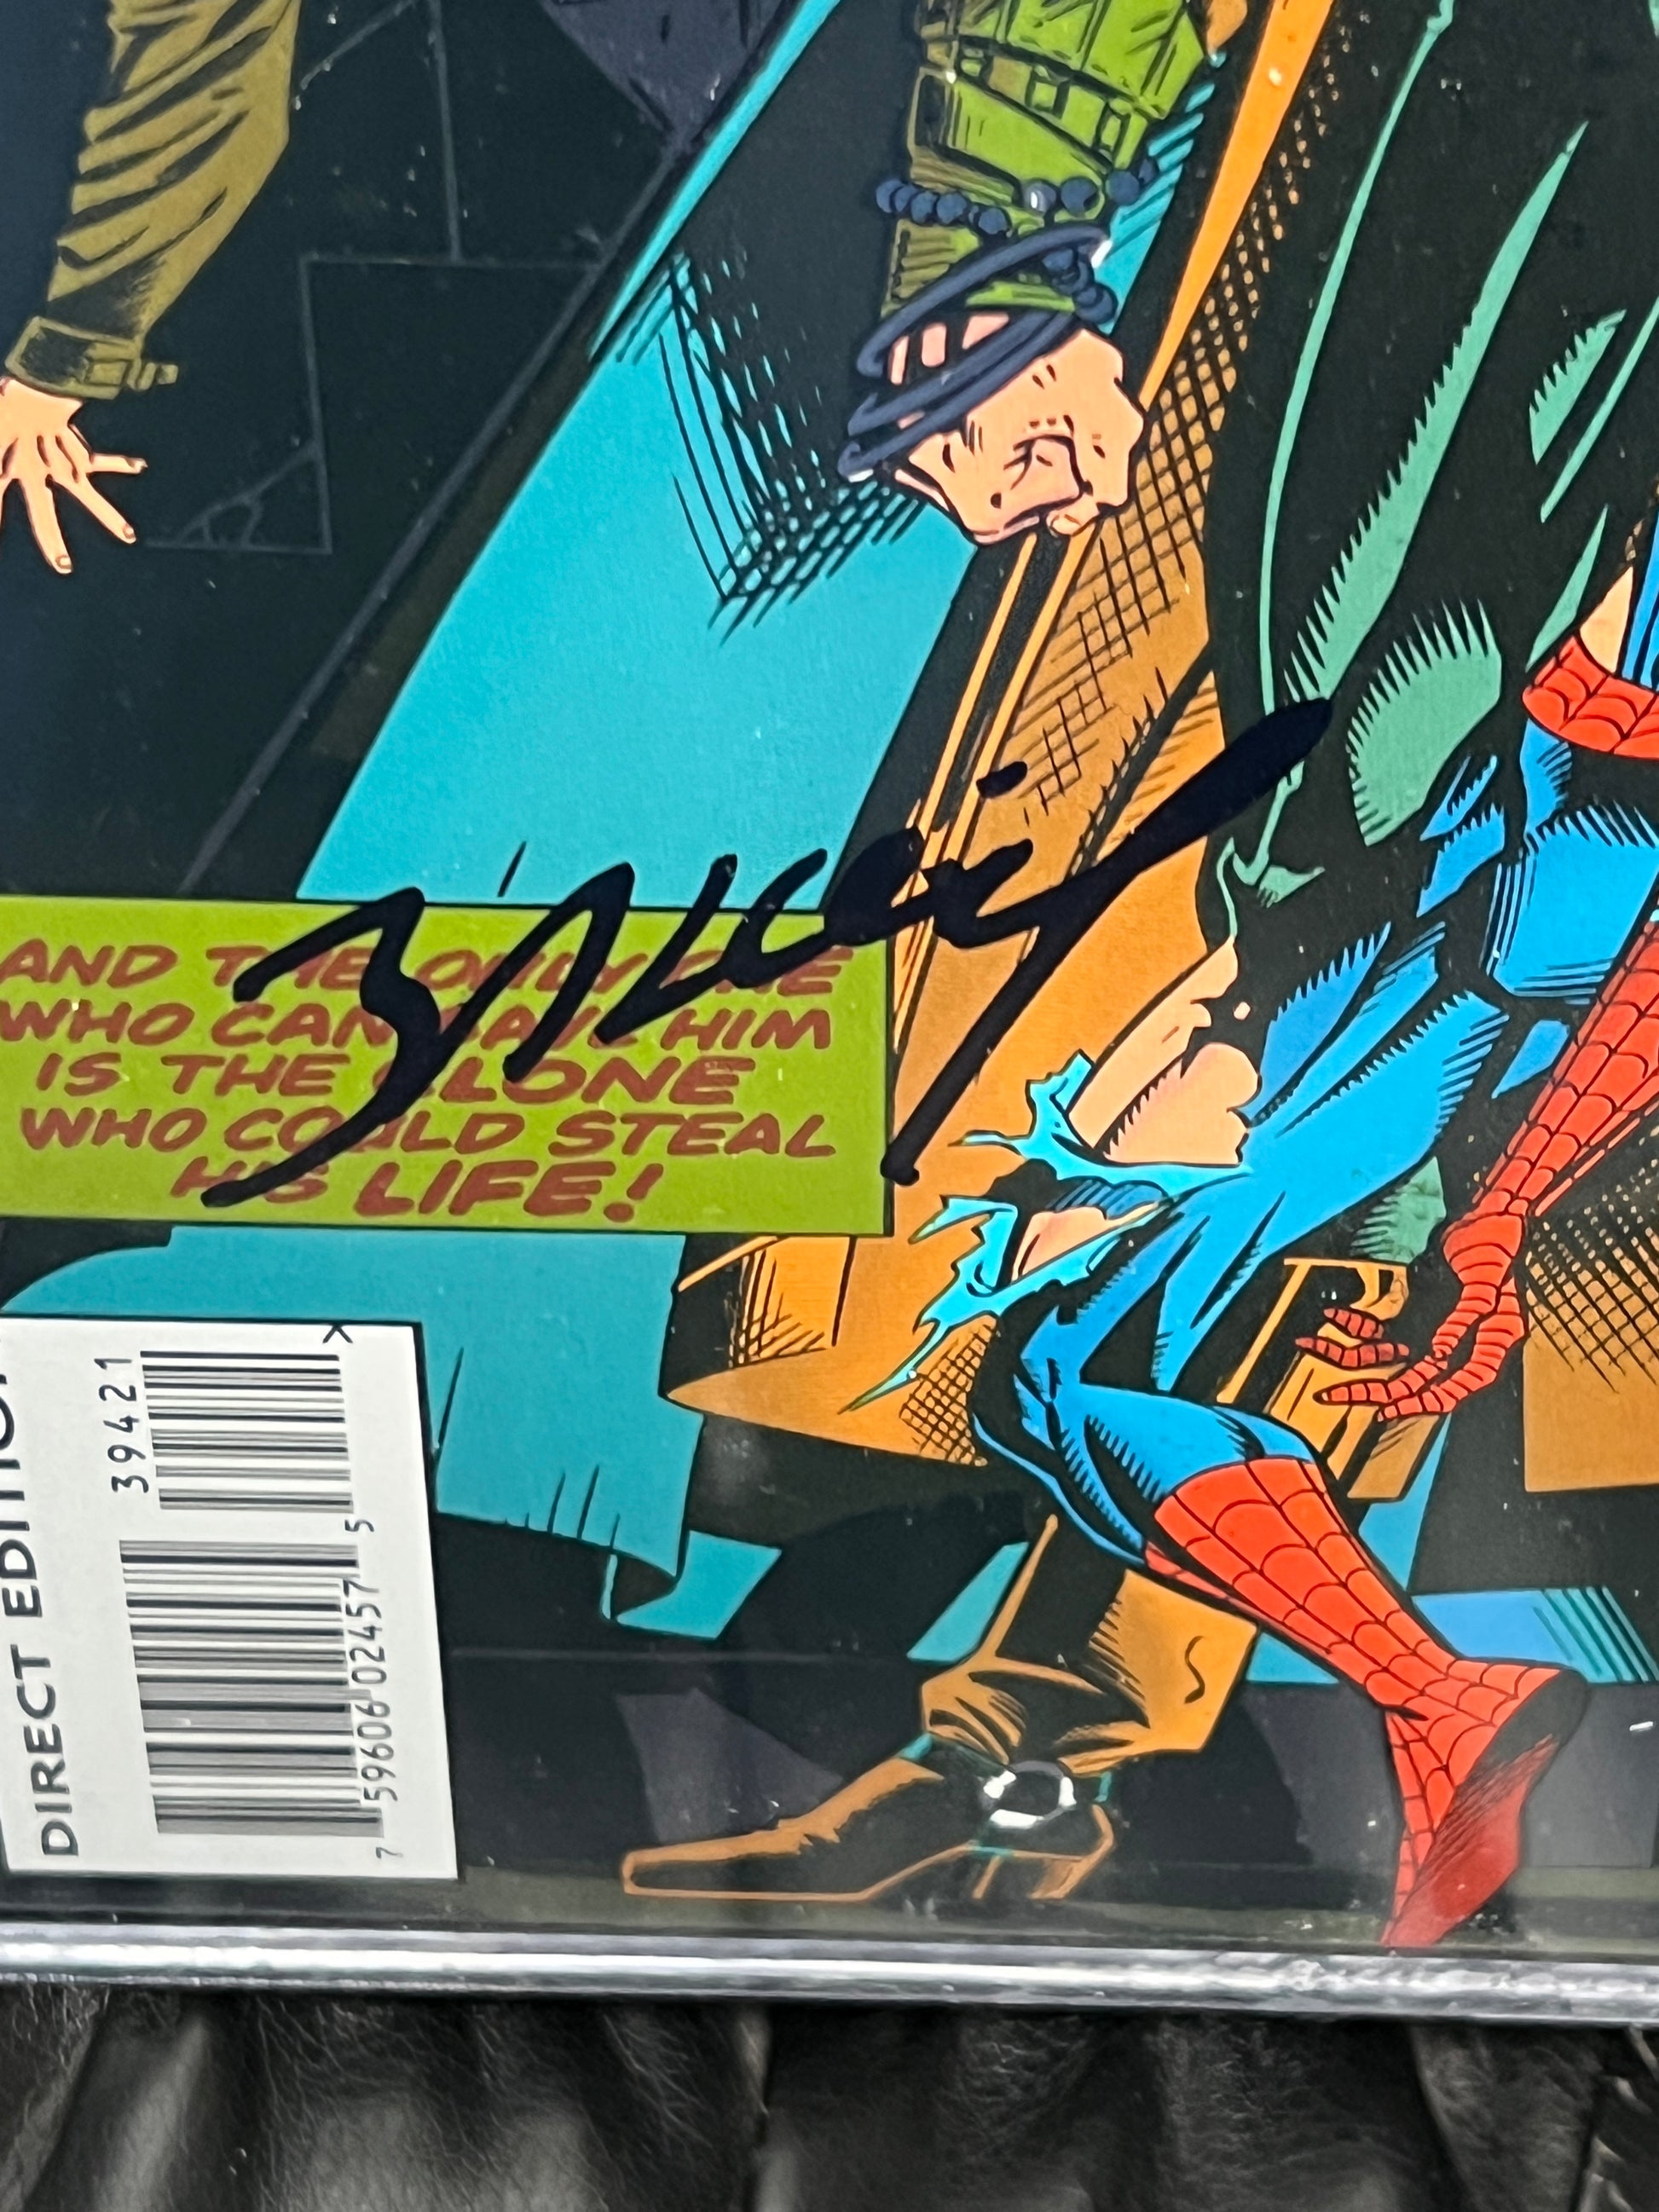 AND THE ONLY ONE
WHO CAN SAVE HIM
IS THE CLONE
WHO COULD STEAL
HIS LIFE!
DIRECT EDITION
39421
7 59606 02457 5
X